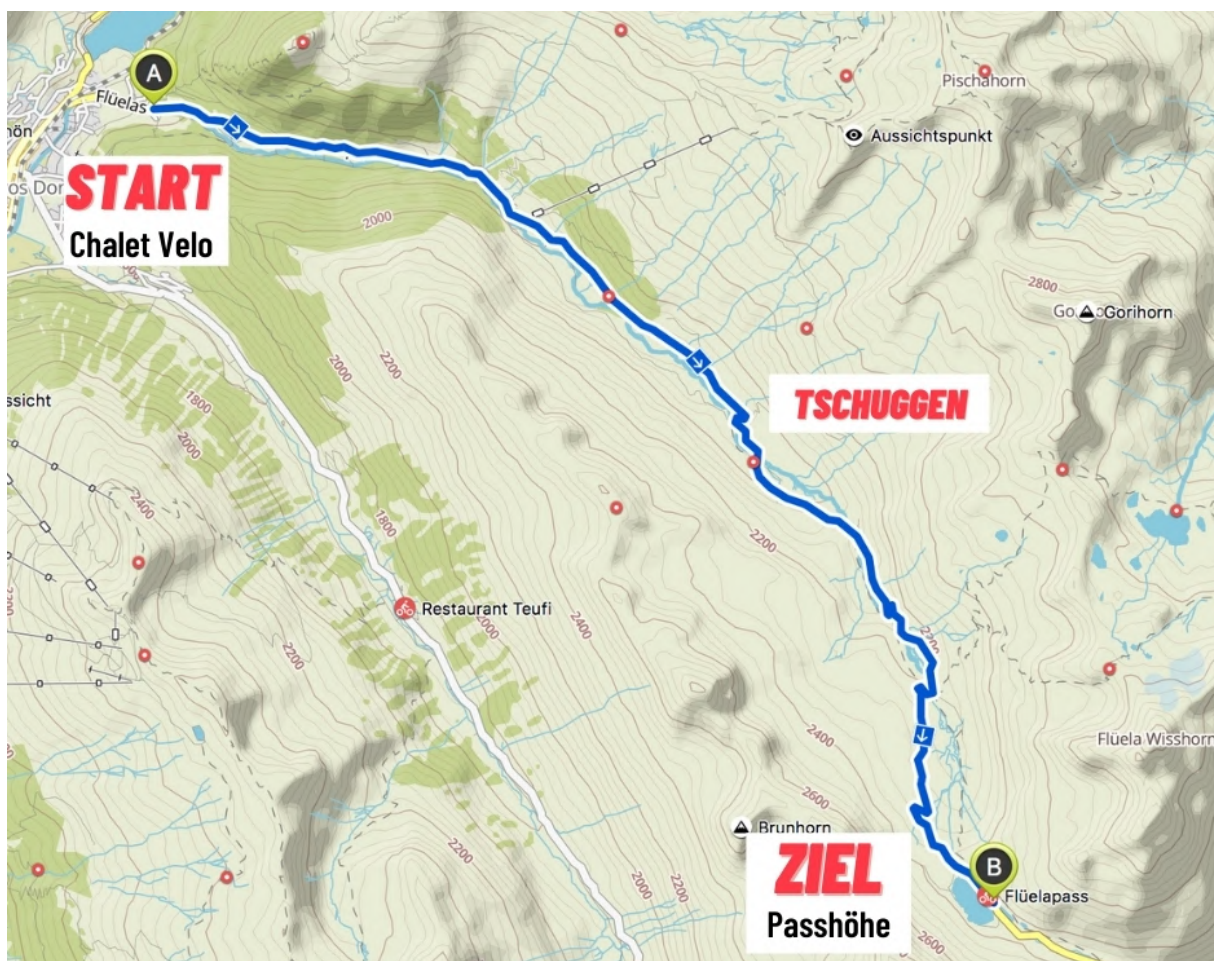 A
Flüelas
START
Chalet Velo
Pischahorn
Aussichtspunkt
2000
2800
Gorihorn
TSCHUGGEN
2000
2200
1800
2000
ssicht
2400
1800
2200
Restaurant Teufi
2000
2400
2200
2200
2400
Flüela Wisshorn
2600
Brunhorn
2200
ZIEL
Passhöhe
B
Flüelapass
2000
2200
2600